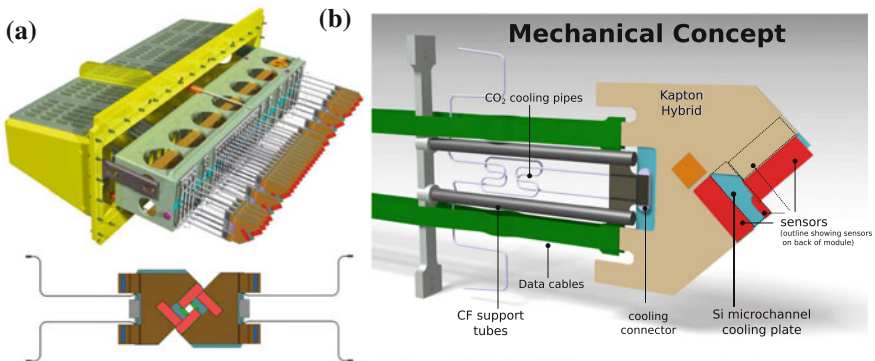 (a)
(b)
Mechanical Concept
CO₂ cooling pipes
Kapton
Hybrid
sensors
(outline showing sensors
on back of module)
Data cables
CF support
tubes
cooling
connector
Si microchannel
cooling plate